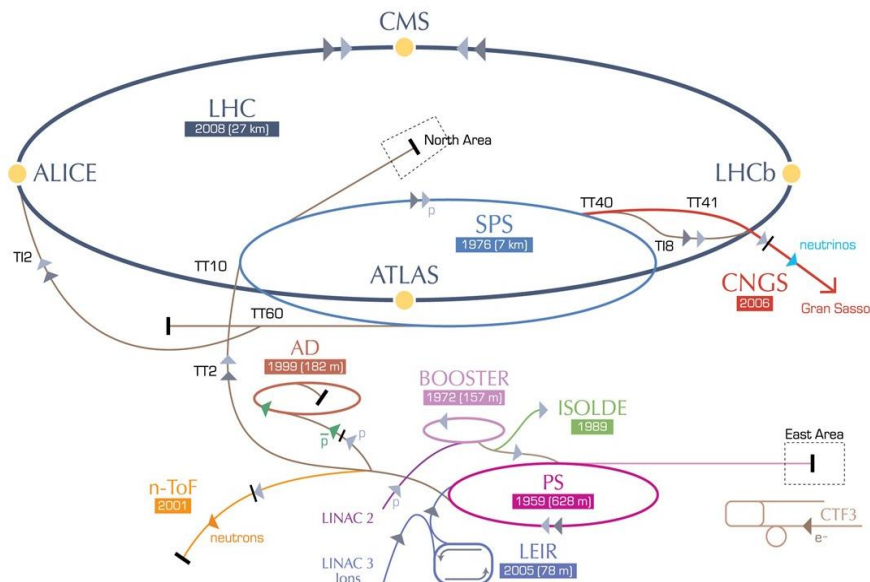 CMS
LHC
2008 (27 km)
North Area
ALICE
LHCb
TT40
TT41
p
SPS
1976 (7 km)
TI8
neutrinos
TI2
TT10
ATLAS
CNGS
2006
Gran Sasso
TT60
AD
1999 (182 m)
TT2
BOOSTER
1972 (157 m)
ISOLDE
1989
p
p
East Area
n-ToF
2001
PS
1959 (628 m)
p
LINAC 2
neutrons
CTF3
e-
LEIR
2005 (78 m)
LINAC 3
Ions